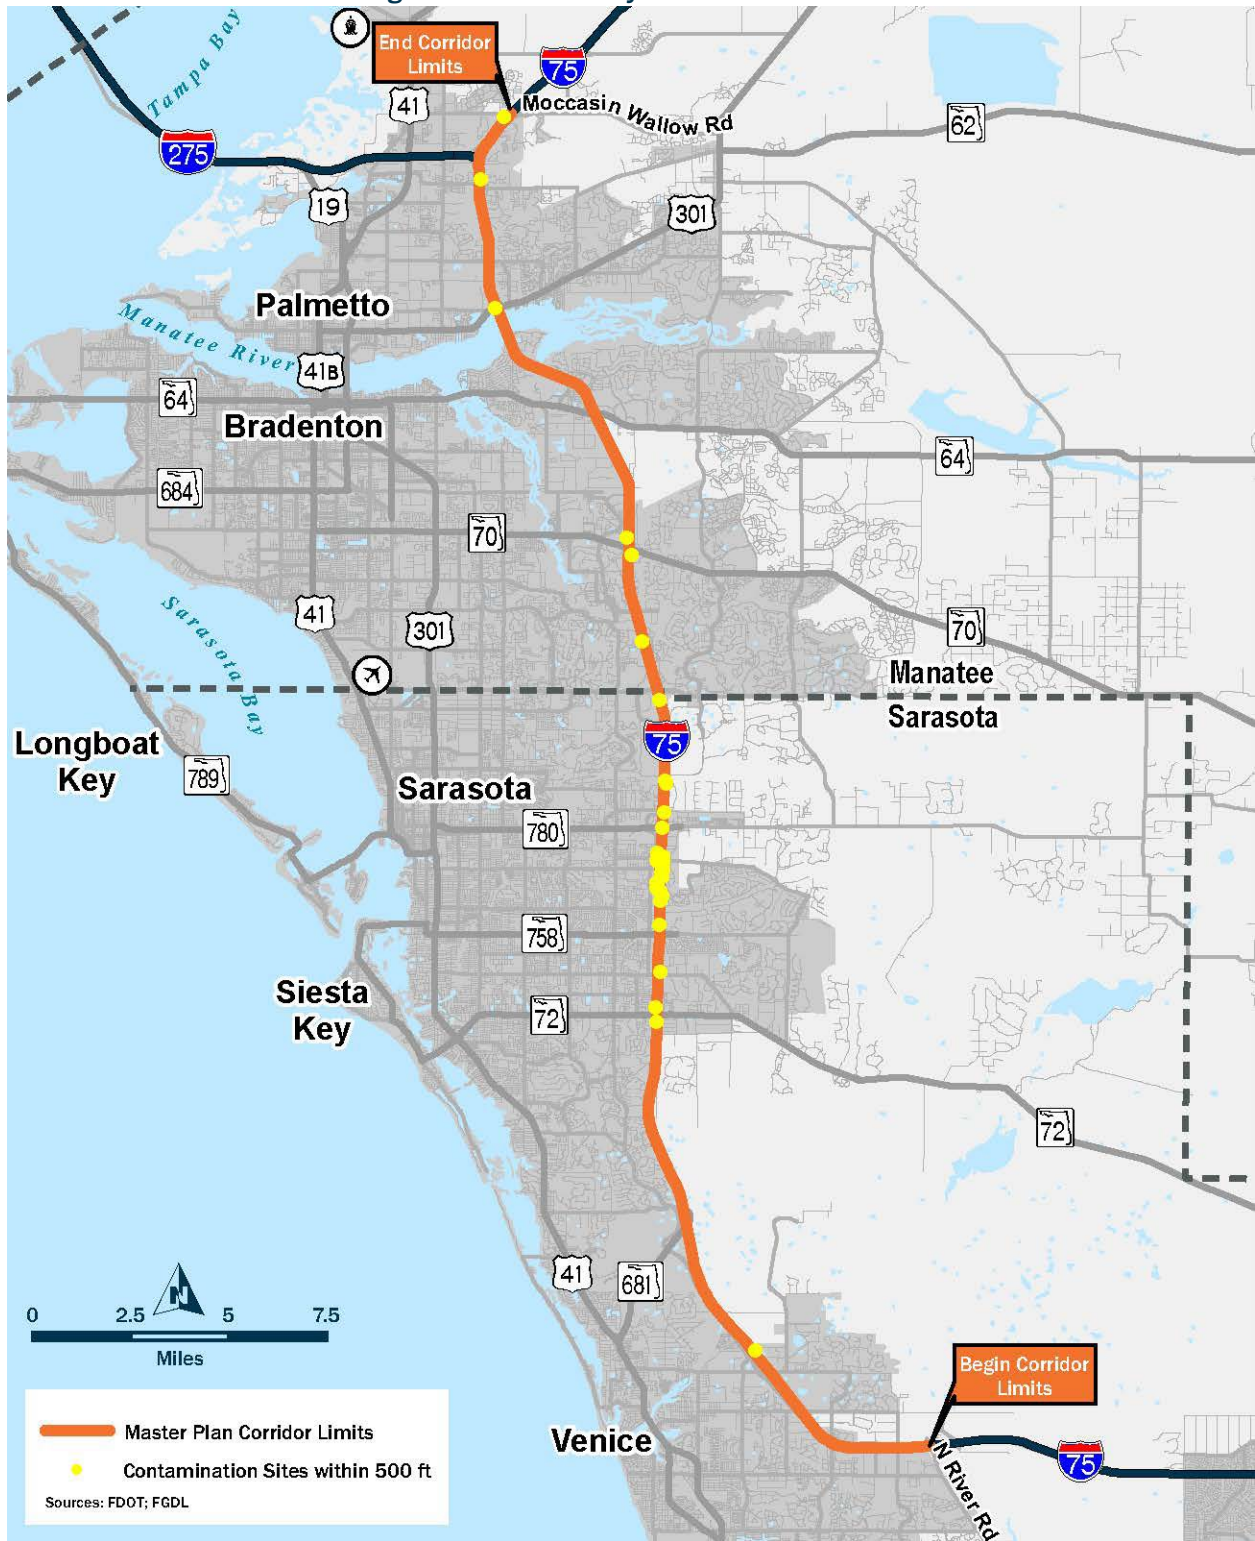 End Corridor
Limits
75
Tampa Bay
41
Moccasin Wallow Rd
62
275
19
301
Palmetto
Manatee River
41B
64
Bradenton
64
684
70
Sarasota Bay
41
301
70
Manatee
Sarasota
75
Longboat
Key
789
Sarasota
780
758
Siesta
Key
72
72
41
681
N
0 2.5 5 7.5
Miles
Begin Corridor
Limits
Venice
75
N River Rd
Master Plan Corridor Limits
Contamination Sites within 500 ft
Sources: FDOT; FGDL